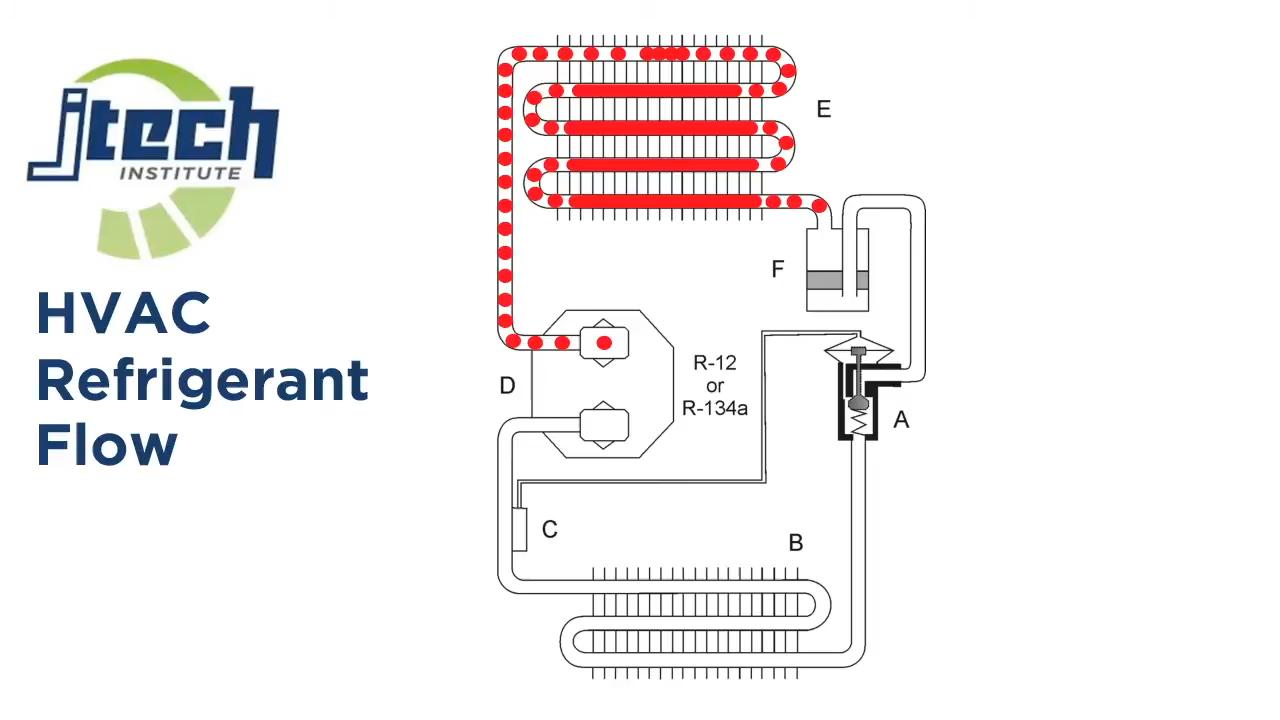 jtech
INSTITUTE
HVAC
Refrigerant
Flow
E
F
D
R-12
or
R-134a
A
C
B